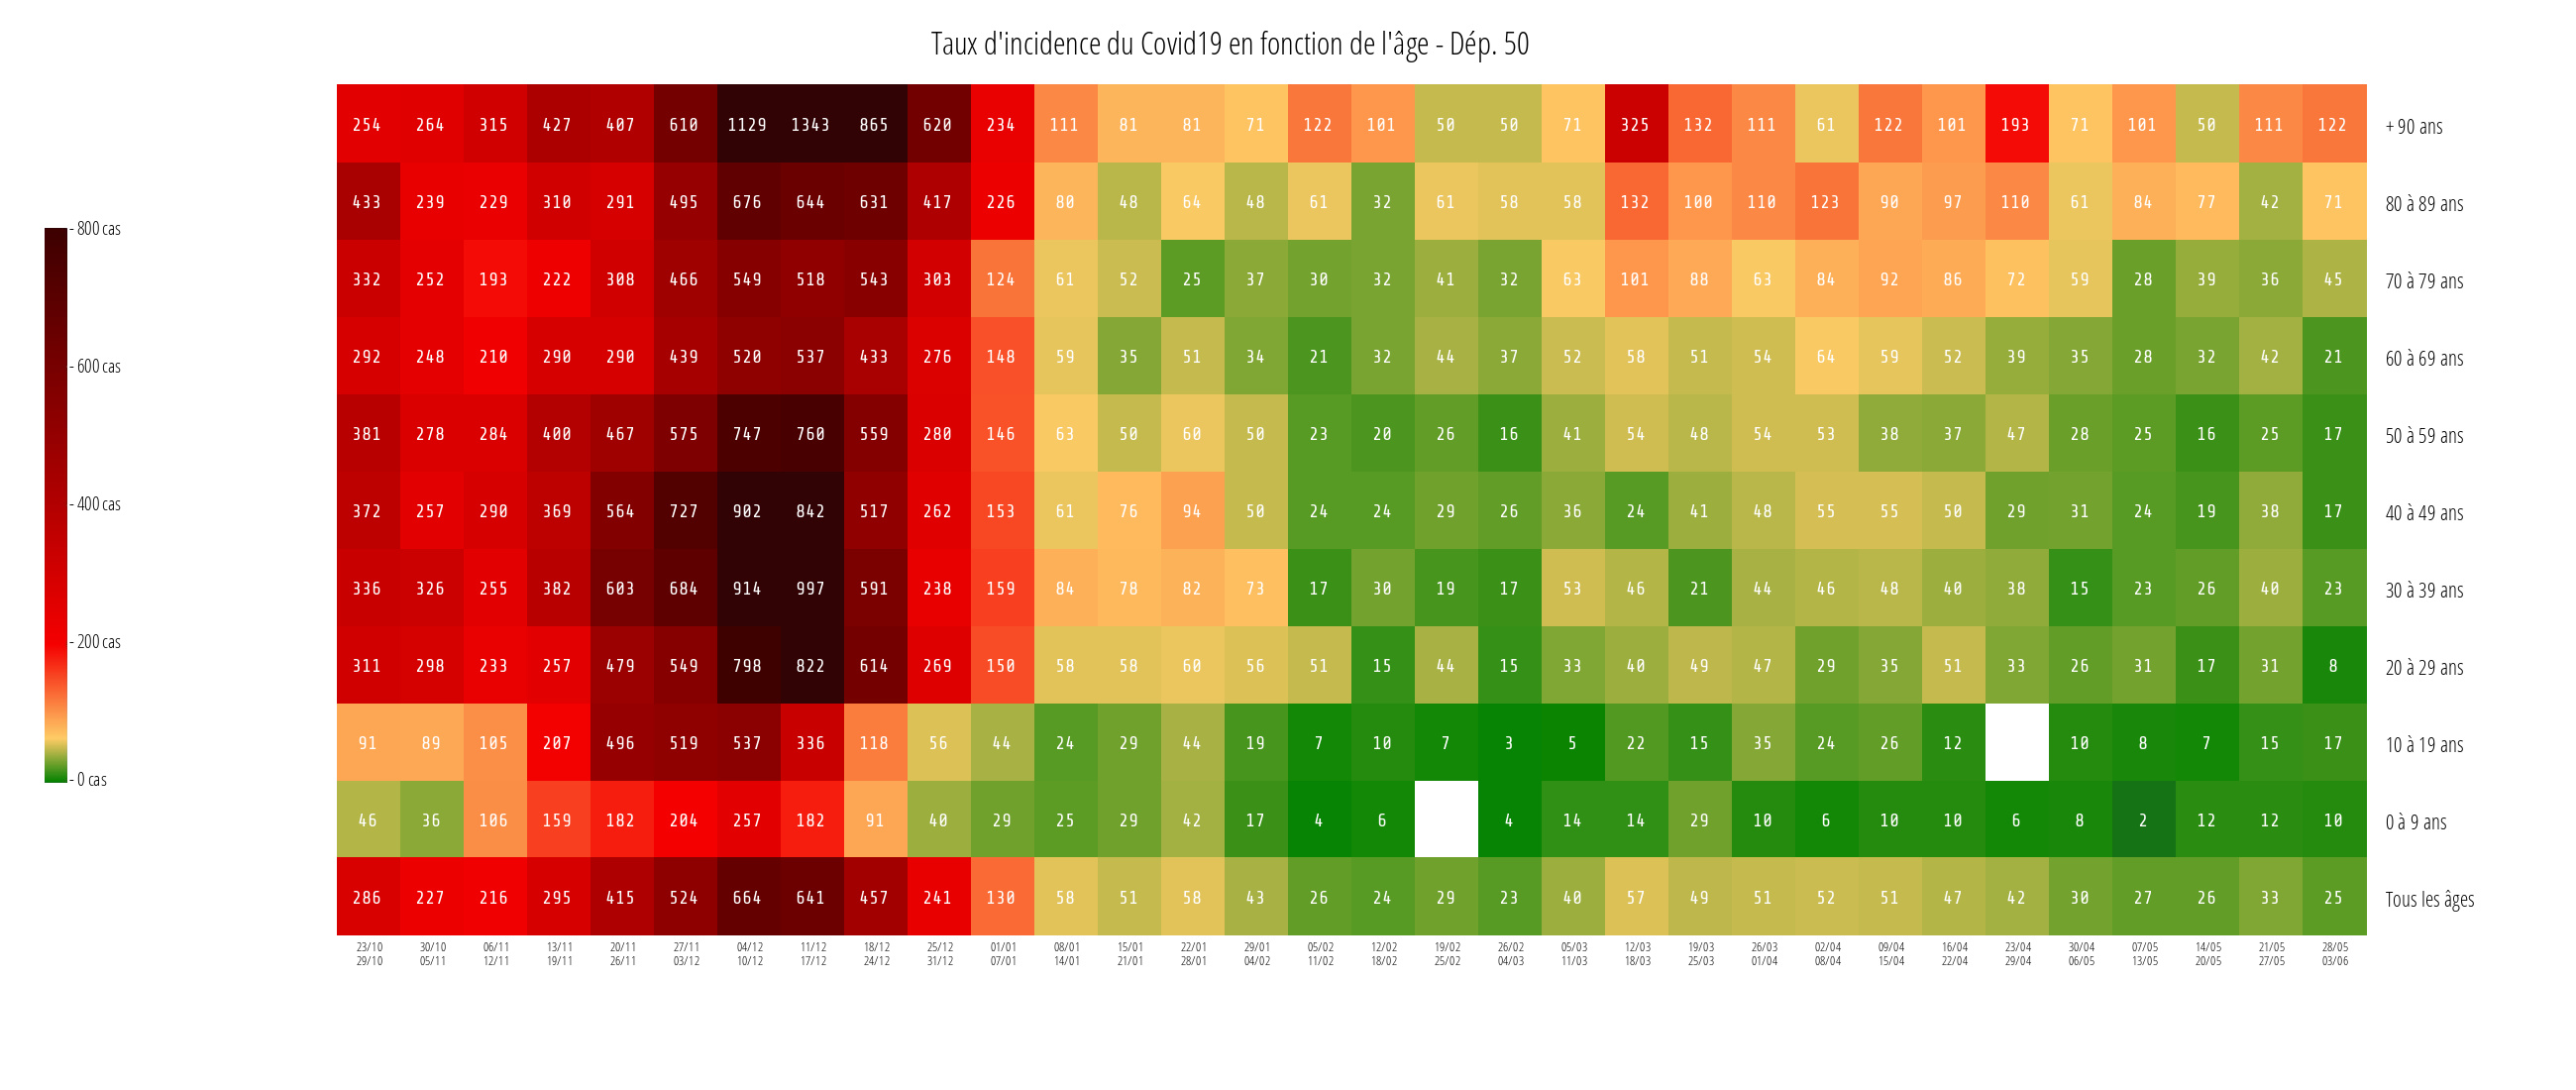 Taux d'incidence du Covid19 en fonction de l'âge - Dép. 50
254 264 315 427 407 610 1129 1343 865 620 234 111 81 81 71 122 101 50 50 71 325 132 111 61 122 101 193 71 101 50 111 122 + 90 ans
433 239 229 310 291 495 676 644 631 417 226 80 48 64 48 61 32 61 58 58 132 100 110 123 90 97 110 61 84 77 42 71 80 à 89 ans
- 800 cas
332 252 193 222 308 466 549 518 543 303 124 61 52 25 37 30 32 41 32 63 101 88 63 84 92 86 72 59 28 39 36 45 70 à 79 ans
292 248 210 290 290 439 520 537 433 276 148 59 35 51 34 21 32 44 37 52 58 51 54 64 59 52 39 35 28 32 42 21 60 à 69 ans
- 600 cas
381 278 284 400 467 575 747 760 559 280 146 63 50 60 50 23 20 26 16 41 54 48 54 53 38 37 47 28 25 16 25 17 50 à 59 ans
- 400 cas
372 257 290 369 564 727 902 842 517 262 153 61 76 94 50 24 24 29 26 36 24 41 48 55 55 50 29 31 24 19 38 17 40 à 49 ans
336 326 255 382 603 684 914 997 591 238 159 84 78 82 73 17 30 19 17 53 46 21 44 46 48 40 38 15 23 26 40 23 30 à 39 ans
- 200 cas
311 298 233 257 479 549 798 822 614 269 150 58 58 60 56 51 15 44 15 33 40 49 47 29 35 51 33 26 31 17 31 8 20 à 29 ans
91 89 105 207 496 519 537 336 118 56 44 24 29 44 19 7 10 7 3 5 22 15 35 24 26 12 10 8 7 15 17 10 à 19 ans
- 0 cas
46 36 106 159 182 204 257 182 91 40 29 25 29 42 17 4 6 4 14 14 29 10 6 10 10 6 8 2 12 12 10 0 à 9 ans
286 227 216 295 415 524 664 641 457 241 130 58 51 58 43 26 24 29 23 40 57 49 51 52 51 47 42 30 27 26 33 25 Tous les âges
23/10 30/10 06/11 13/11 20/11 27/11 04/12 11/12 18/12 25/12 01/01 08/01 15/01 22/01 29/01 05/02 12/02 19/02 26/02 05/03 12/03 19/03 26/03 02/04 09/04 16/04 23/04 30/04 07/05 14/05 21/05 28/05
29/10 05/11 12/11 19/11 26/11 03/12 10/12 17/12 24/12 31/12 07/01 14/01 21/01 28/01 04/02 11/02 18/02 25/02 04/03 11/03 18/03 25/03 01/04 08/04 15/04 22/04 29/04 06/05 13/05 20/05 27/05 03/06